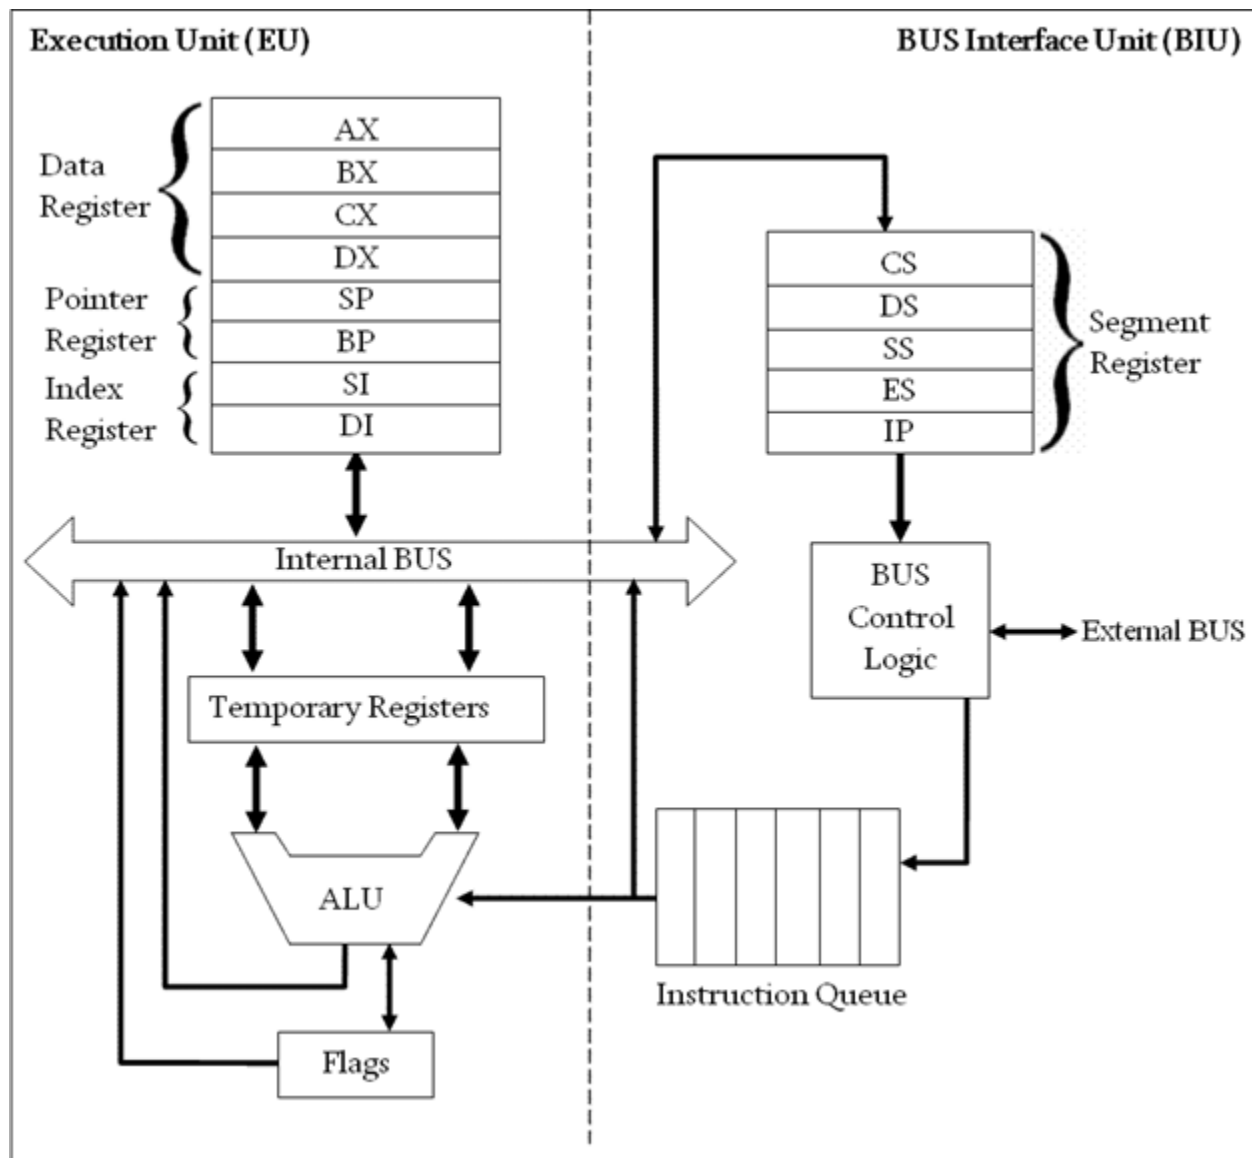 Execution Unit (EU)
BUS Interface Unit (BIU)
AX
BX
CX
DX
SP
BP
SI
DI
Data
Register
Pointer
Register
Index
Register
CS
DS
SS
ES
IP
Segment
Register
Internal BUS
BUS
Control
Logic
External BUS
Temporary Registers
ALU
Instruction Queue
Flags